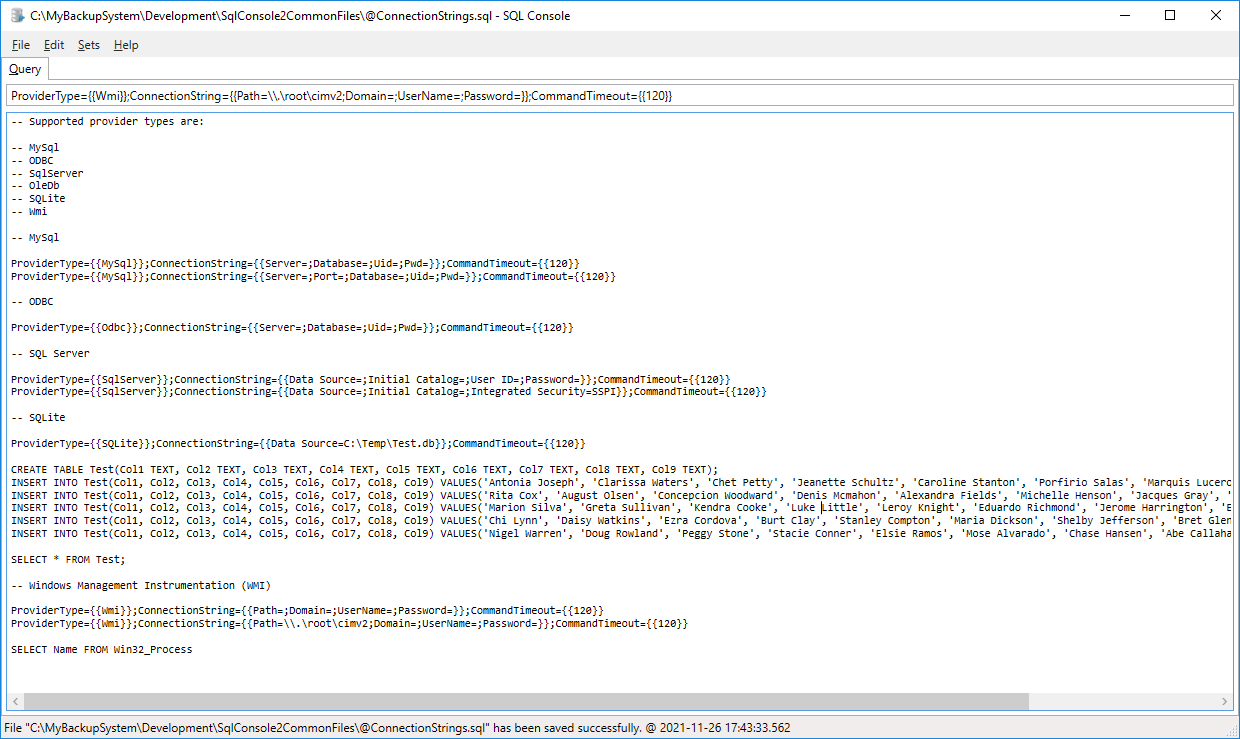 C:\MyBackupSystem\Development\SqlConsole2CommonFiles\@ConnectionStrings.sql - SQL Console
File Edit Sets Help
Query
ProviderType={{Wmi}};ConnectionString={{Path=\\.\root\cimv2;Domain=;UserName=;Password=}};CommandTimeout={{120}}
-- Supported provider types are:
-- MySql
-- ODBC
-- SqlServer
-- OleDb
-- SQLite
-- Wmi
-- MySql
ProviderType={{MySql}};ConnectionString={{Server=;Database=;Uid=;Pwd=}};CommandTimeout={{120}}
ProviderType={{MySql}};ConnectionString={{Server=;Port=;Database=;Uid=;Pwd=}};CommandTimeout={{120}}
-- ODBC
ProviderType={{Odbc}};ConnectionString={{Server=;Database=;Uid=;Pwd=}};CommandTimeout={{120}}
-- SQL Server
ProviderType={{SqlServer}};ConnectionString={{Data Source=;Initial Catalog=;User ID=;Password=}};CommandTimeout={{120}}
ProviderType={{SqlServer}};ConnectionString={{Data Source=;Initial Catalog=;Integrated Security=SSPI}};CommandTimeout={{120}}
-- SQLite
ProviderType={{SQLite}};ConnectionString={{Data Source=C:\Temp\Test.db}};CommandTimeout={{120}}
CREATE TABLE Test(Col1 TEXT, Col2 TEXT, Col3 TEXT, Col4 TEXT, Col5 TEXT, Col6 TEXT, Col7 TEXT, Col8 TEXT, Col9 TEXT);
INSERT INTO Test(Col1, Col2, Col3, Col4, Col5, Col6, Col7, Col8, Col9) VALUES('Antonia Joseph', 'Clarissa Waters', 'Chet Petty', 'Jeanette Schultz', 'Caroline Stanton', 'Porfirio Salas', 'Marquis Lucero
INSERT INTO Test(Col1, Col2, Col3, Col4, Col5, Col6, Col7, Col8, Col9) VALUES('Rita Cox', 'August Olsen', 'Concepcion Woodward', 'Denis Mcmahon', 'Alexandra Fields', 'Michelle Henson', 'Jacques Gray', '
INSERT INTO Test(Col1, Col2, Col3, Col4, Col5, Col6, Col7, Col8, Col9) VALUES('Marion Silva', 'Greta Sullivan', 'Kendra Cooke', 'Luke Little', 'Leroy Knight', 'Eduardo Richmond', 'Jerome Harrington', 'E
INSERT INTO Test(Col1, Col2, Col3, Col4, Col5, Col6, Col7, Col8, Col9) VALUES('Chi Lynn', 'Daisy Watkins', 'Ezra Cordova', 'Burt Clay', 'Stanley Compton', 'Maria Dickson', 'Shelby Jefferson', 'Bret Glen
INSERT INTO Test(Col1, Col2, Col3, Col4, Col5, Col6, Col7, Col8, Col9) VALUES('Nigel Warren', 'Doug Rowland', 'Peggy Stone', 'Stacie Conner', 'Elsie Ramos', 'Mose Alvarado', 'Chase Hansen', 'Abe Callaha
SELECT * FROM Test;
-- Windows Management Instrumentation (WMI)
ProviderType={{Wmi}};ConnectionString={{Path=;Domain=;UserName=;Password=}};CommandTimeout={{120}}
ProviderType={{Wmi}};ConnectionString={{Path=\\.\root\cimv2;Domain=;UserName=;Password=}};CommandTimeout={{120}}
SELECT Name FROM Win32_Process
File "C:\MyBackupSystem\Development\SqlConsole2CommonFiles\@ConnectionStrings.sql" has been saved successfully. @ 2021-11-26 17:43:33.562